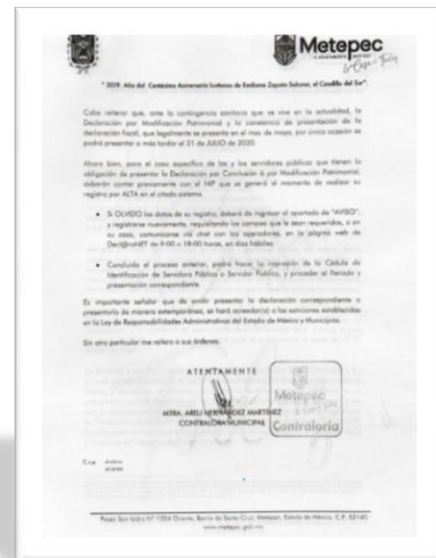 Metepec
" 2019. Año del Centésimo Aniversario Luctuoso de Emiliano Zapata Salazar, el Caudillo del Sur".
Cabe reiterar que, ante la contingencia sanitaria que se vive en la actualidad, la
Declaración por Modificación Patrimonial y la constancia de presentación de la
declaración fiscal, que legalmente se presenta en el mes de mayo, por única ocasión se
podrá presentar a más tardar el 31 de JULIO de 2020.
Ahora bien, para el caso específico de las y los servidores públicos que tienen la
obligación de presentar la Declaración por Conclusión ó por Modificación Patrimonial,
deberán contar previamente con el NIP que se generó al momento de realizar su
registro por ALTA en el citado sistema.
• Si OLVIDO los datos de su registro, deberá de ingresar al apartado de "AVISO",
y registrarse nuevamente, requisitando los campos que le sean requeridos, o en
su caso, comunicarse vía chat con los operadores, en la página web de
Decl@raNET de 9:00 a 18:00 horas, en días hábiles.
• Concluido el proceso anterior, podrá hacer la impresión de la Cédula de
Identificación de Servidora Pública o Servidor Público, y proceder al llenado y
presentación correspondiente.
Es importante señalar que de omitir presentar la declaración correspondiente o
presentarla de manera extemporánea, se hará acreedor(a) a las sanciones establecidas
en la Ley de Responsabilidades Administrativas del Estado de México y Municipios.
Sin otro particular me reitero a sus órdenes.
ATENTAMENTE
MTRA. ARELI HERNÁNDEZ MARTÍNEZ
CONTRALORA MUNICIPAL
Metepec
Contraloría
C.c.p. Archivo
Paseo San Isidro N° 1204 Oriente, Barrio de Santa Cruz, Metepec, Estado de México, C.P. 52140
www.metepec.gob.mx